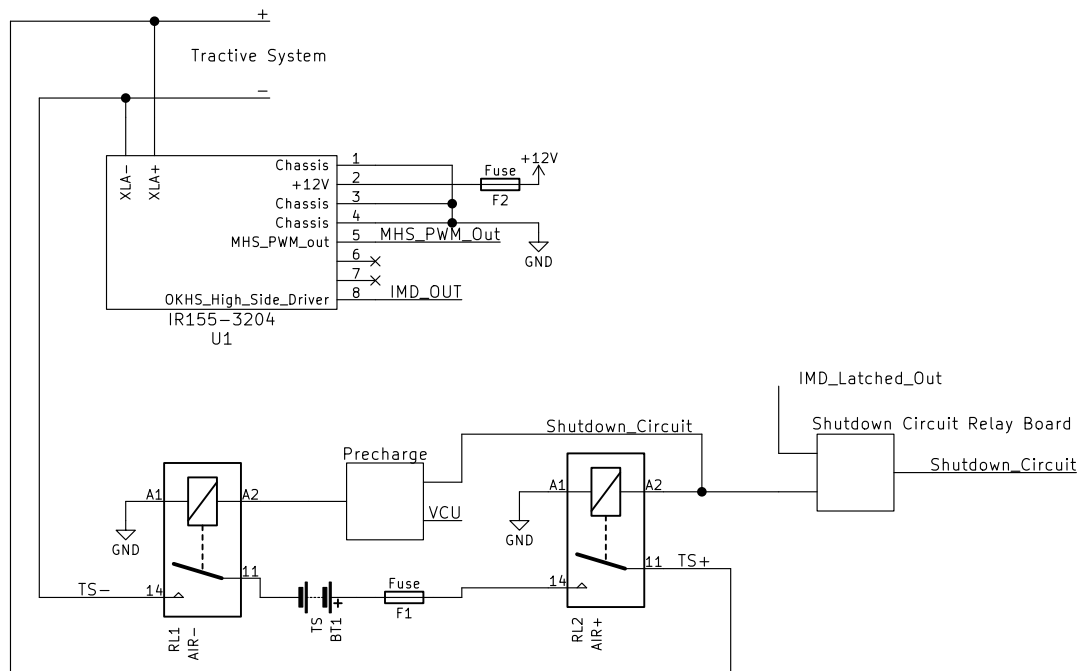 +
Tractive System
−
XLA-
XLA+
Chassis 1
+12V 2
Chassis 3
Chassis 4
MHS_PWM_out 5
6
7
OKHS_High_Side_Driver 8
Fuse
F2
+12V
MHS_PWM_Out
GND
IMD_OUT
IR155-3204
U1
IMD_Latched_Out
Shutdown Circuit Relay Board
Shutdown_Circuit
Shutdown_Circuit
Precharge
VCU
A1
A2
GND
11
14
TS-
RL1
AIR-
TS
BT1
+
Fuse
F1
A1
A2
GND
14
11
TS+
RL2
AIR+